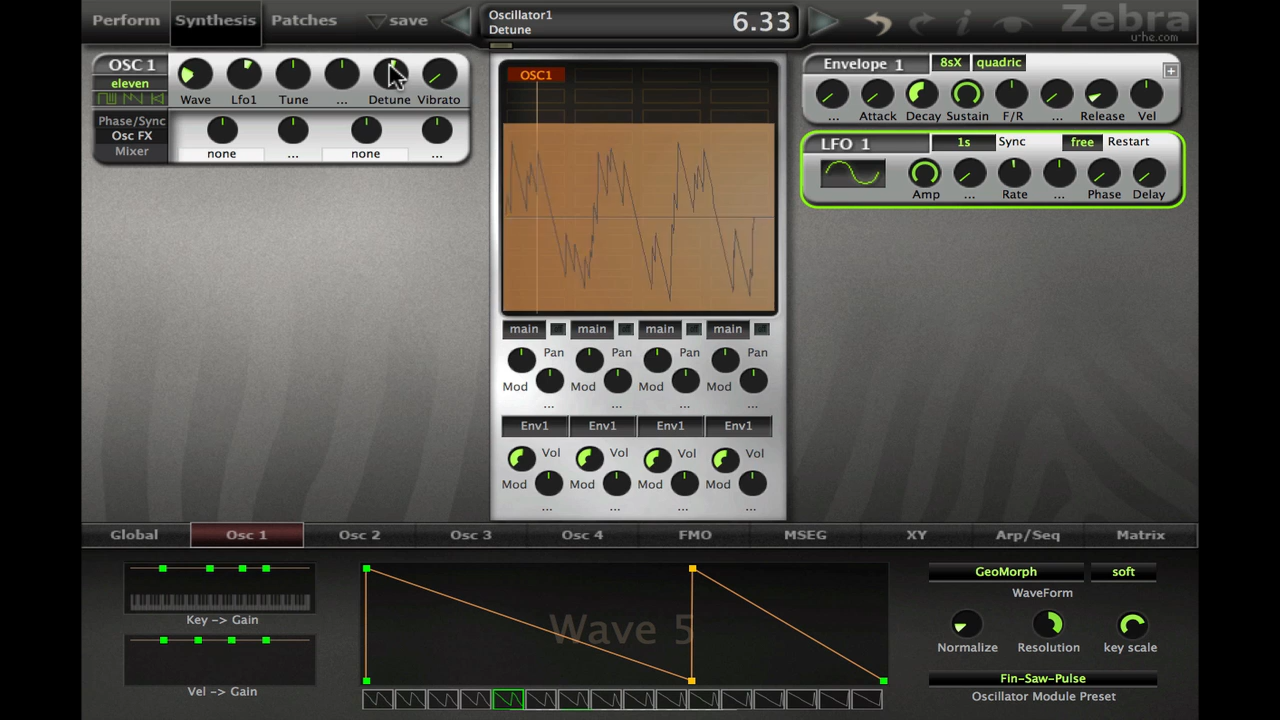 Perform Synthesis Patches save
Oscillator1
Detune
6.33
Zebra
u-he.com
OSC 1
eleven
Wave Lfo1 Tune ... Detune Vibrato
Phase/Sync
Osc FX
Mixer
none ... none ...
OSC1
Envelope 1 8sX quadric
... Attack Decay Sustain F/R ... Release Vel
LFO 1 1s Sync free Restart
Amp ... Rate ... Phase Delay
main main main main
Pan Pan Pan Pan
Mod Mod Mod Mod
... ... ... ...
Env1 Env1 Env1 Env1
Vol Vol Vol Vol
Mod Mod Mod Mod
... ... ... ...
Global Osc 1 Osc 2 Osc 3 Osc 4 FMO MSEG XY Arp/Seq Matrix
Key -> Gain
Vel -> Gain
Wave 5
GeoMorph soft
WaveForm
Normalize Resolution key scale
Fin-Saw-Pulse
Oscillator Module Preset